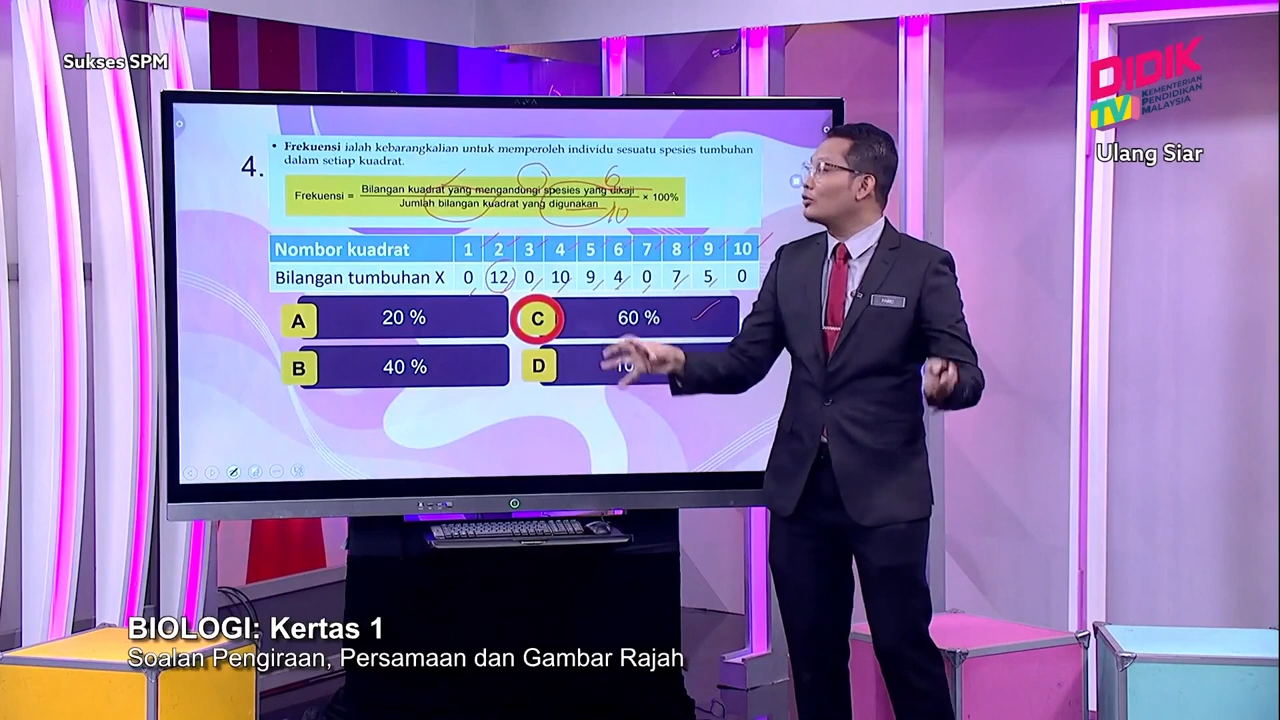 Sukses SPM
DIDIK
TV
KEMENTERIAN
PENDIDIKAN
MALAYSIA
Ulang Siar
4.
• Frekuensi ialah kebarangkalian untuk memperoleh individu sesuatu spesies tumbuhan
dalam setiap kuadrat.
6
Frekuensi = Bilangan kuadrat yang mengandungi spesies yang dikaji
Jumlah bilangan kuadrat yang digunakan × 100%
10
Nombor kuadrat 1 2 3 4 5 6 7 8 9 10
Bilangan tumbuhan X 0 12 0 10 9 4 0 7 5 0
A 20 % C 60 %
B 40 % D
BIOLOGI: Kertas 1
Soalan Pengiraan, Persamaan dan Gambar Rajah